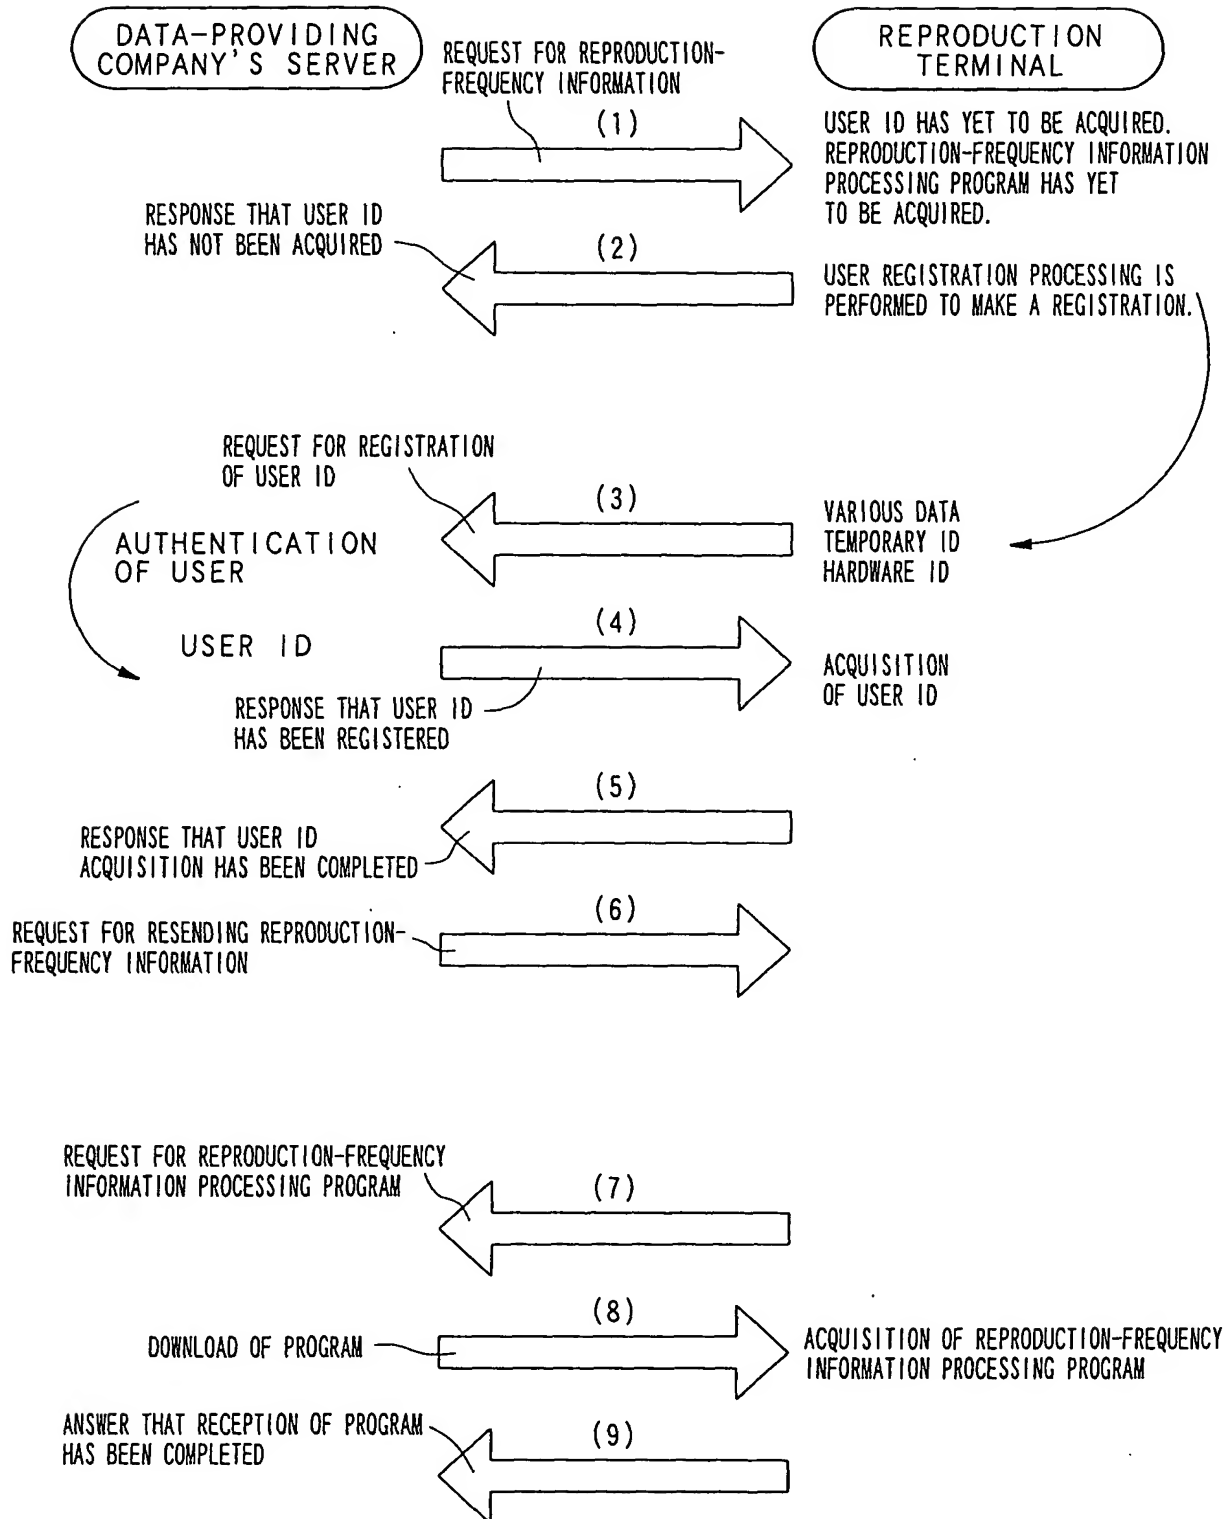 DATA-PROVIDING
COMPANY'S SERVER
REPRODUCTION
TERMINAL
REQUEST FOR REPRODUCTION-
FREQUENCY INFORMATION
(1)
USER ID HAS YET TO BE ACQUIRED.
REPRODUCTION-FREQUENCY INFORMATION
PROCESSING PROGRAM HAS YET
TO BE ACQUIRED.
RESPONSE THAT USER ID
HAS NOT BEEN ACQUIRED
(2)
USER REGISTRATION PROCESSING IS
PERFORMED TO MAKE A REGISTRATION.
REQUEST FOR REGISTRATION
OF USER ID
(3)
VARIOUS DATA
TEMPORARY ID
HARDWARE ID
AUTHENTICATION
OF USER
(4)
USER ID
ACQUISITION
OF USER ID
RESPONSE THAT USER ID
HAS BEEN REGISTERED
(5)
RESPONSE THAT USER ID
ACQUISITION HAS BEEN COMPLETED
(6)
REQUEST FOR RESENDING REPRODUCTION-
FREQUENCY INFORMATION
REQUEST FOR REPRODUCTION-FREQUENCY
INFORMATION PROCESSING PROGRAM
(7)
(8)
DOWNLOAD OF PROGRAM
ACQUISITION OF REPRODUCTION-FREQUENCY
INFORMATION PROCESSING PROGRAM
ANSWER THAT RECEPTION OF PROGRAM
HAS BEEN COMPLETED
(9)